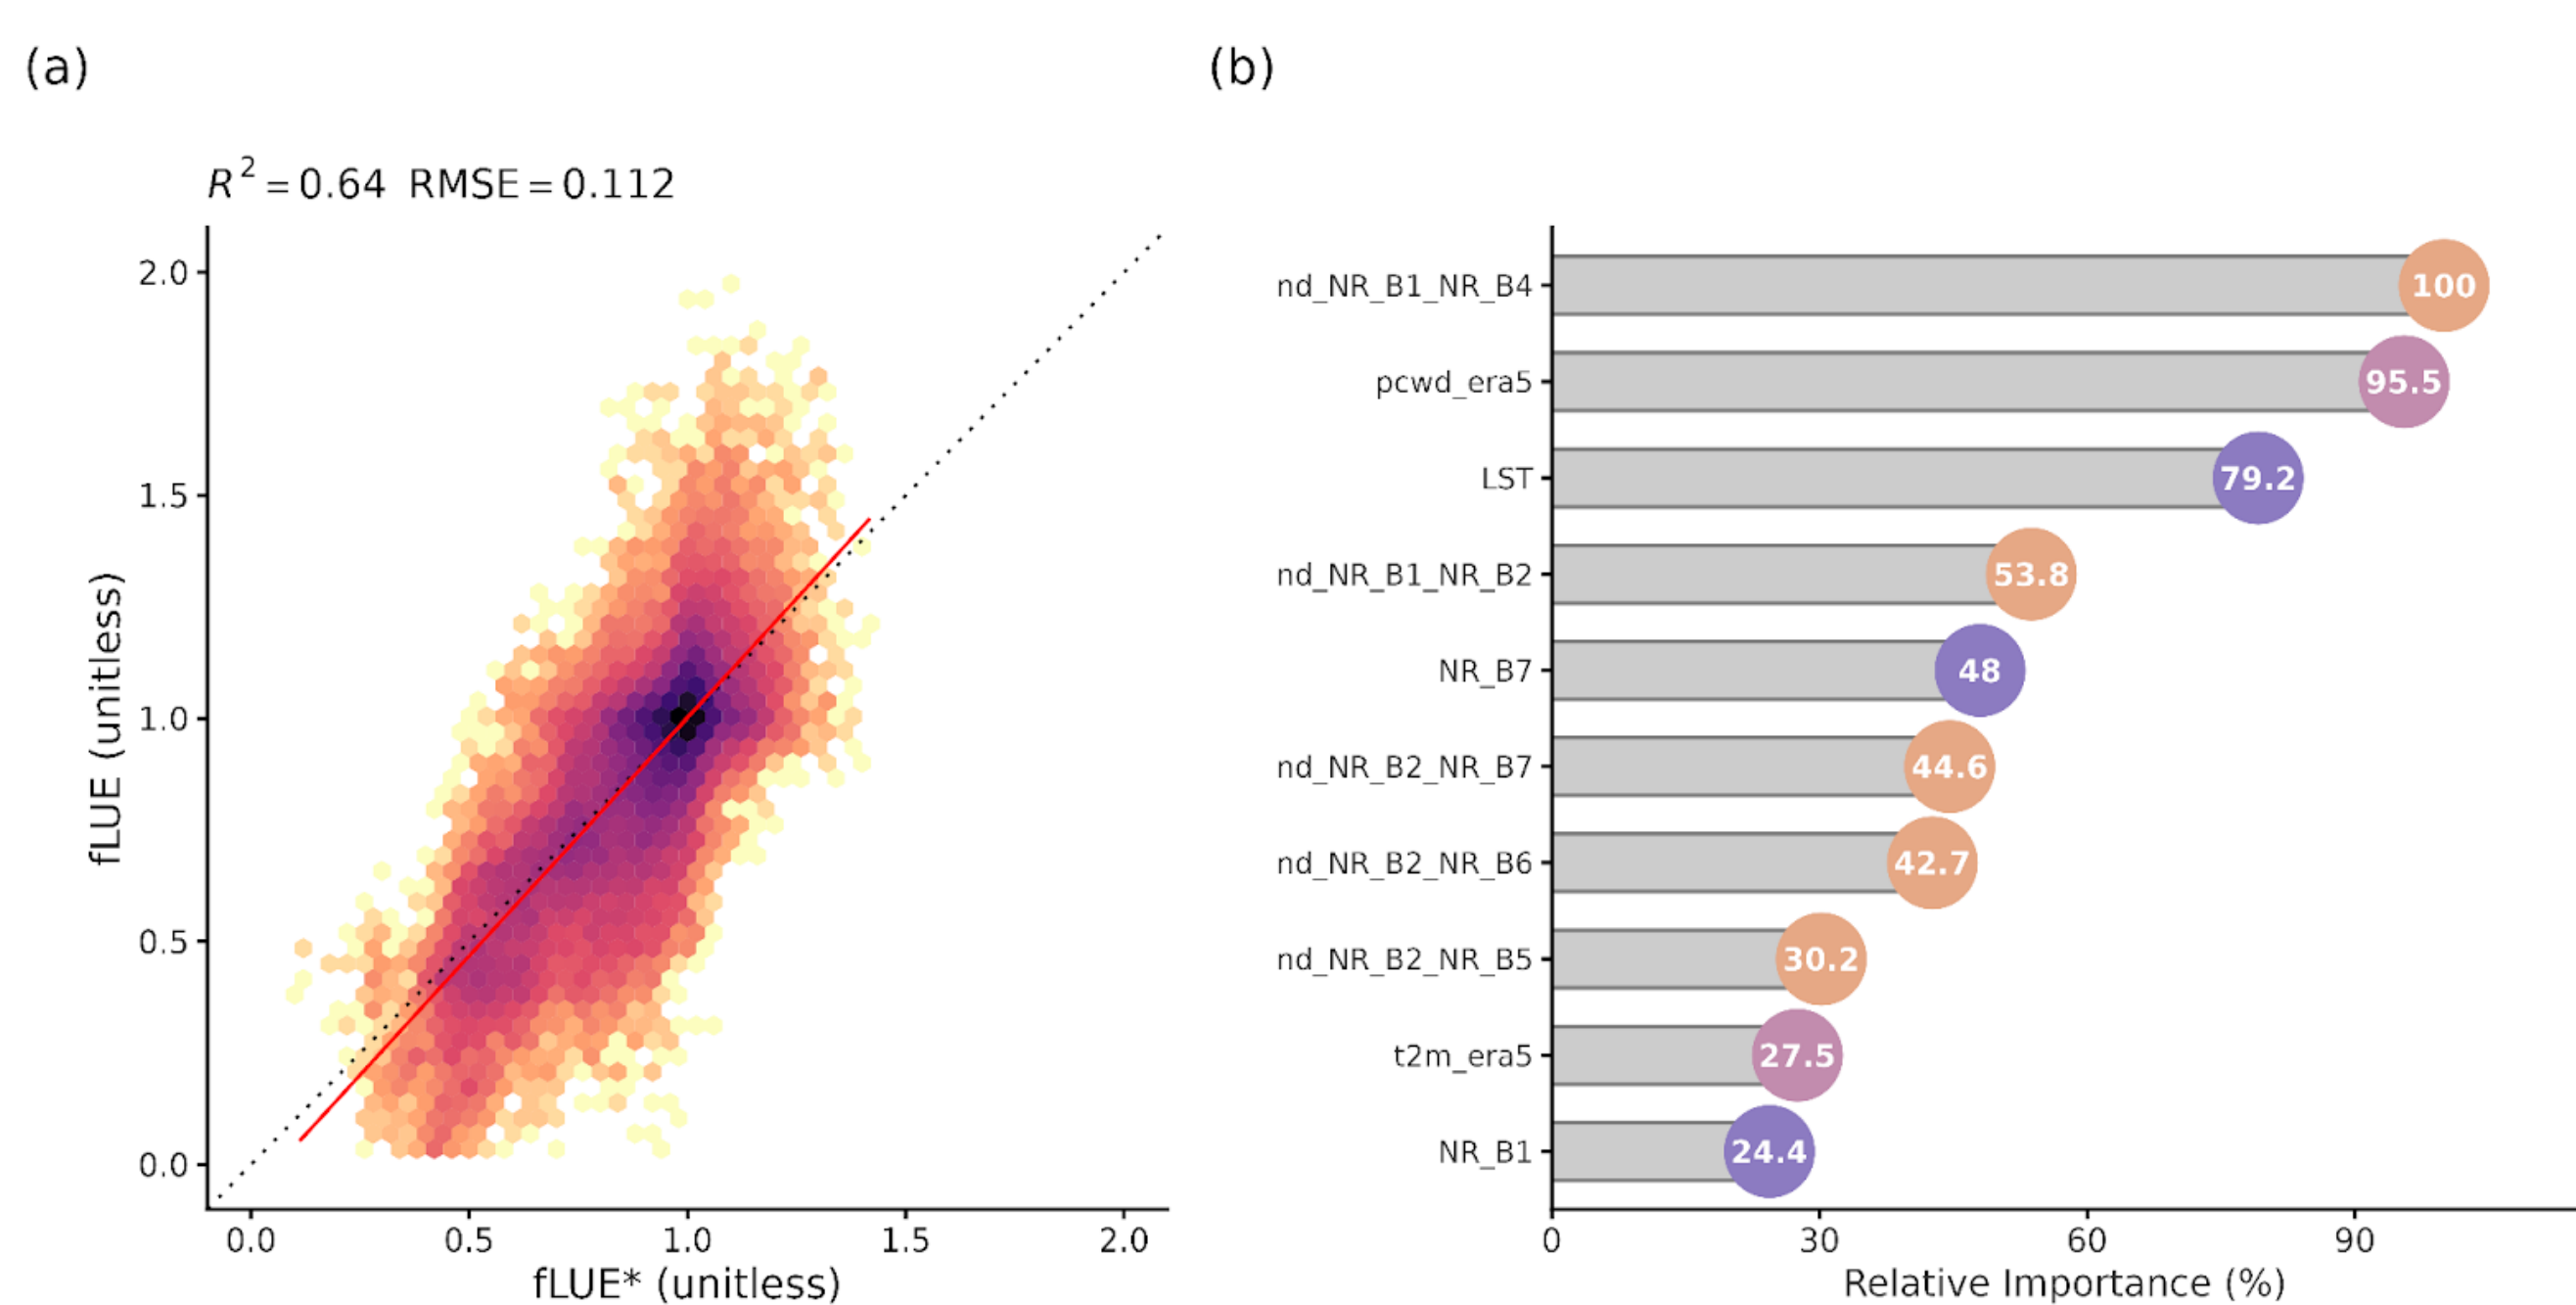 (a)
R² = 0.64 RMSE = 0.112
fLUE (unitless)
2.0
1.5
1.0
0.5
0.0
0.0 0.5 1.0 1.5 2.0
fLUE* (unitless)
(b)
nd_NR_B1_NR_B4 100
pcwd_era5 95.5
LST 79.2
nd_NR_B1_NR_B2 53.8
NR_B7 48
nd_NR_B2_NR_B7 44.6
nd_NR_B2_NR_B6 42.7
nd_NR_B2_NR_B5 30.2
t2m_era5 27.5
NR_B1 24.4
0 30 60 90
Relative Importance (%)